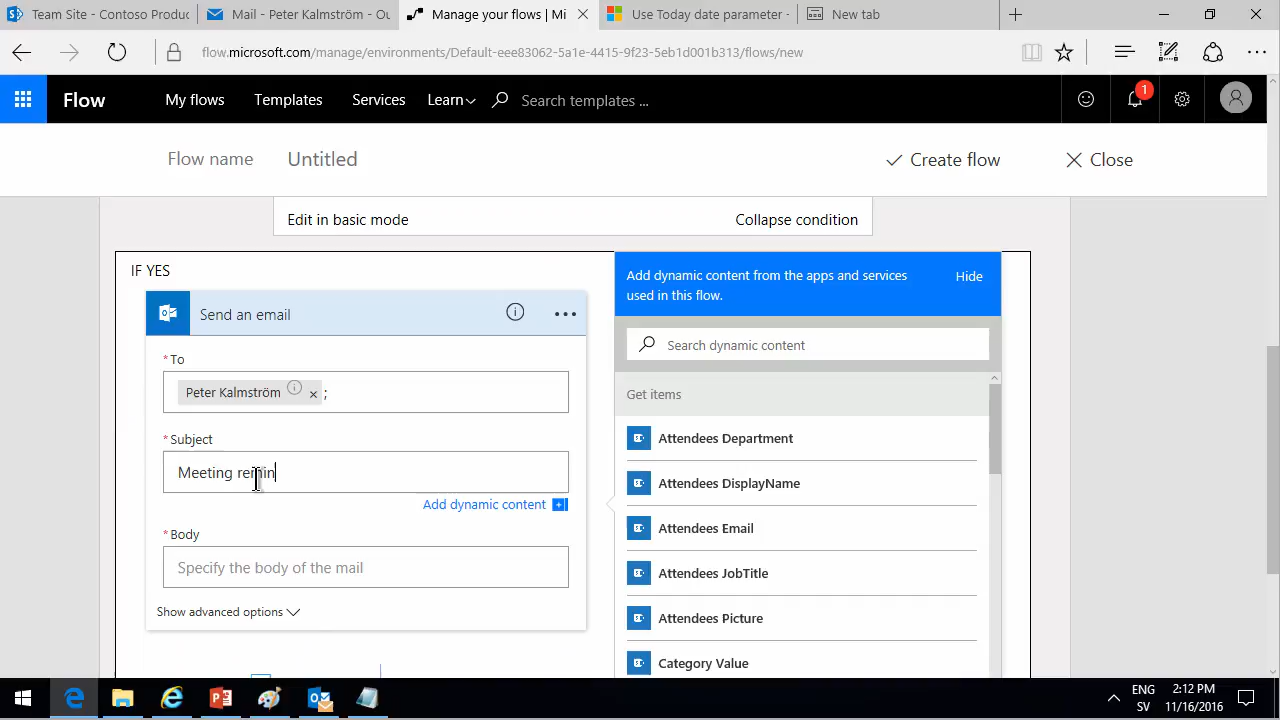 Team Site - Contoso Produc
Mail - Peter Kalmström - Ou
Manage your flows | Mi
Use Today date parameter -
New tab
flow.microsoft.com/manage/environments/Default-eee83062-5a1e-4415-9f23-5eb1d001b313/flows/new
Flow
My flows
Templates
Services
Learn
Search templates ...
1
Flow name
Untitled
Create flow
Close
Edit in basic mode
Collapse condition
IF YES
Send an email
* To
Peter Kalmström x ;
* Subject
Meeting remin
Add dynamic content
* Body
Specify the body of the mail
Show advanced options
Add dynamic content from the apps and services
used in this flow.
Hide
Search dynamic content
Get items
Attendees Department
Attendees DisplayName
Attendees Email
Attendees JobTitle
Attendees Picture
Category Value
ENG
SV
2:12 PM
11/16/2016